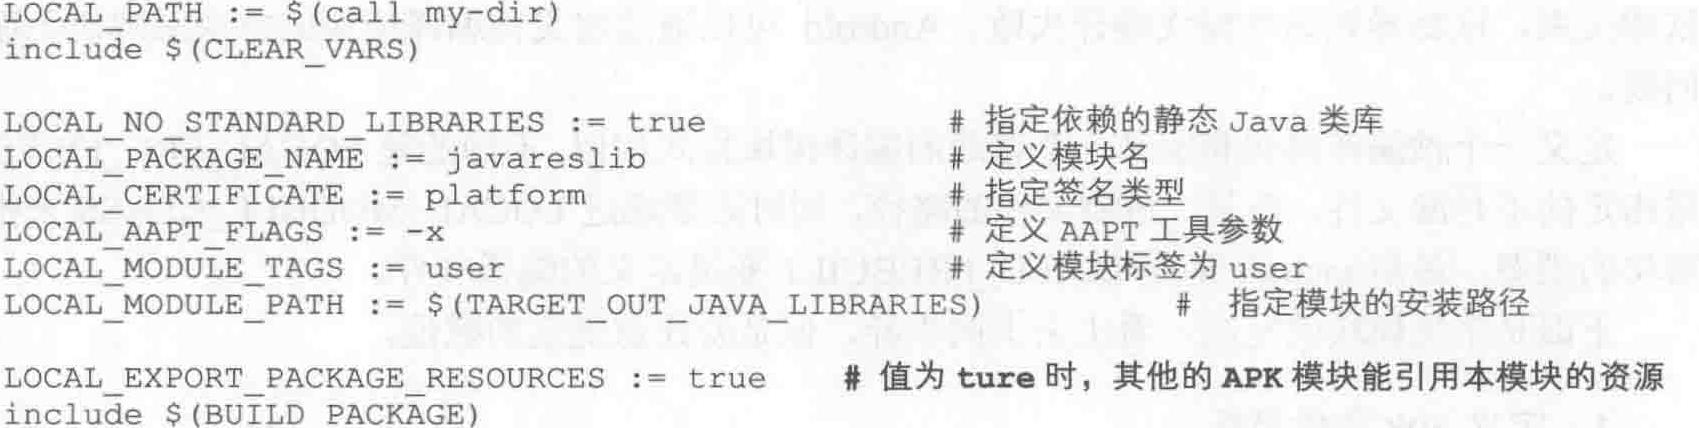 LOCAL_PATH := $(call my-dir)
include $(CLEAR_VARS)
LOCAL_NO_STANDARD_LIBRARIES := true # 指定依赖的静态 Java 类库
LOCAL_PACKAGE_NAME := javareslib # 定义模块名
LOCAL_CERTIFICATE := platform # 指定签名类型
LOCAL_AAPT_FLAGS := -x # 定义 AAPT 工具参数
LOCAL_MODULE_TAGS := user # 定义模块标签为 user
LOCAL_MODULE_PATH := $(TARGET_OUT_JAVA_LIBRARIES) # 指定模块的安装路径
LOCAL_EXPORT_PACKAGE_RESOURCES := true # 值为 ture 时，其他的 APK 模块能引用本模块的资源
include $(BUILD_PACKAGE)